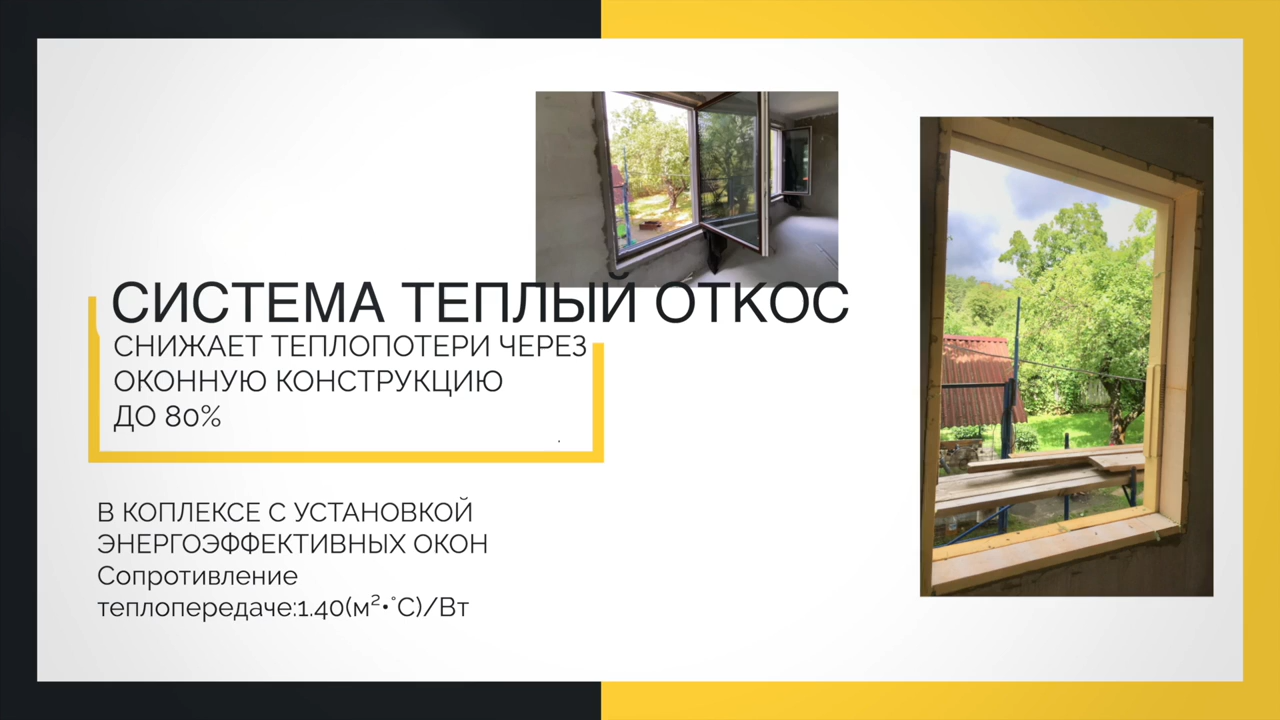 СИСТЕМА ТЕПЛЫЙ ОТКОС
СНИЖАЕТ ТЕПЛОПОТЕРИ ЧЕРЕЗ
ОКОННУЮ КОНСТРУКЦИЮ
ДО 80%
.
В КОПЛЕКСЕ С УСТАНОВКОЙ
ЭНЕРГОЭФФЕКТИВНЫХ ОКОН
Сопротивление
теплопередаче:1.40(м²•˚С)/Вт